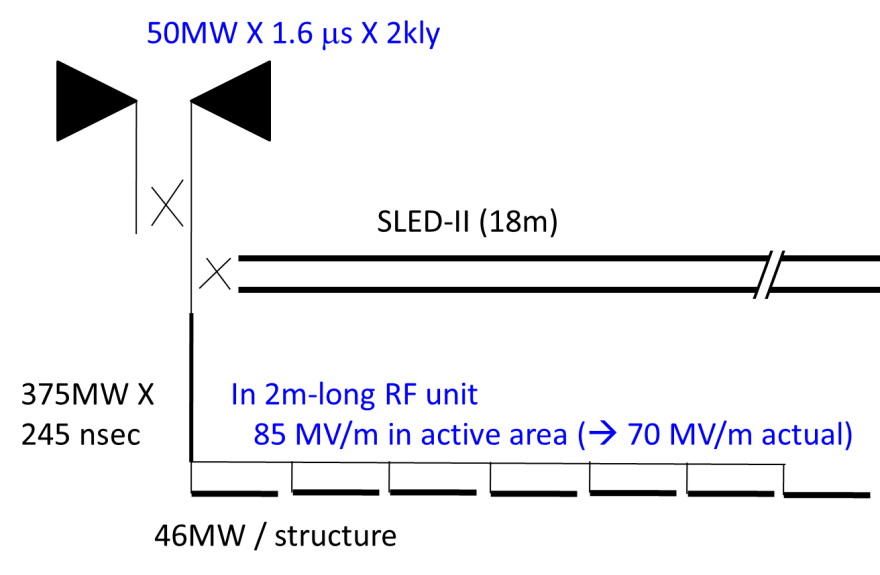 50MW X 1.6 μs X 2kly
SLED-II (18m)
375MW X
245 nsec
In 2m-long RF unit
85 MV/m in active area (→ 70 MV/m actual)
46MW / structure